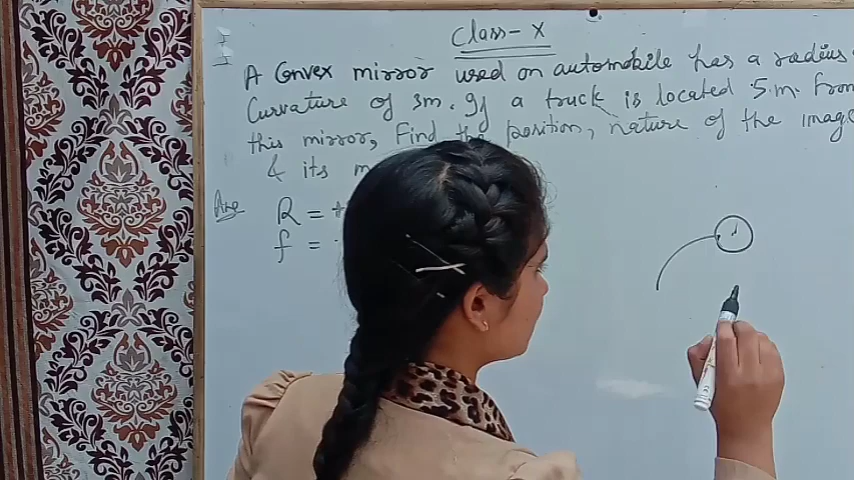 Class-X
A Convex mirror used on automobile has a radius
Curvature of 3m. If a truck is located 5m. from
this mirror, Find the position, nature of the image
& its
Ans
R = +
f =